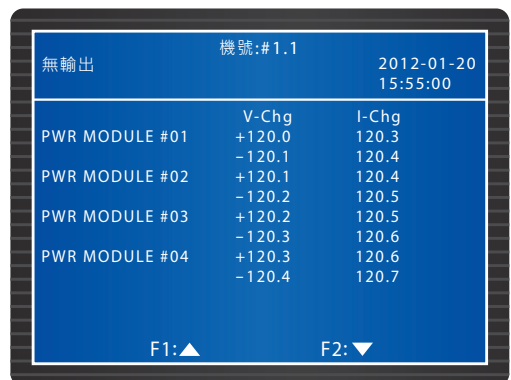 機號:#1.1
無輸出
2012-01-20
15:55:00
V-Chg I-Chg
PWR MODULE #01 +120.0 120.3
−120.1 120.4
PWR MODULE #02 +120.1 120.4
−120.2 120.5
PWR MODULE #03 +120.2 120.5
−120.3 120.6
PWR MODULE #04 +120.3 120.6
−120.4 120.7
F1:▲ F2:▼